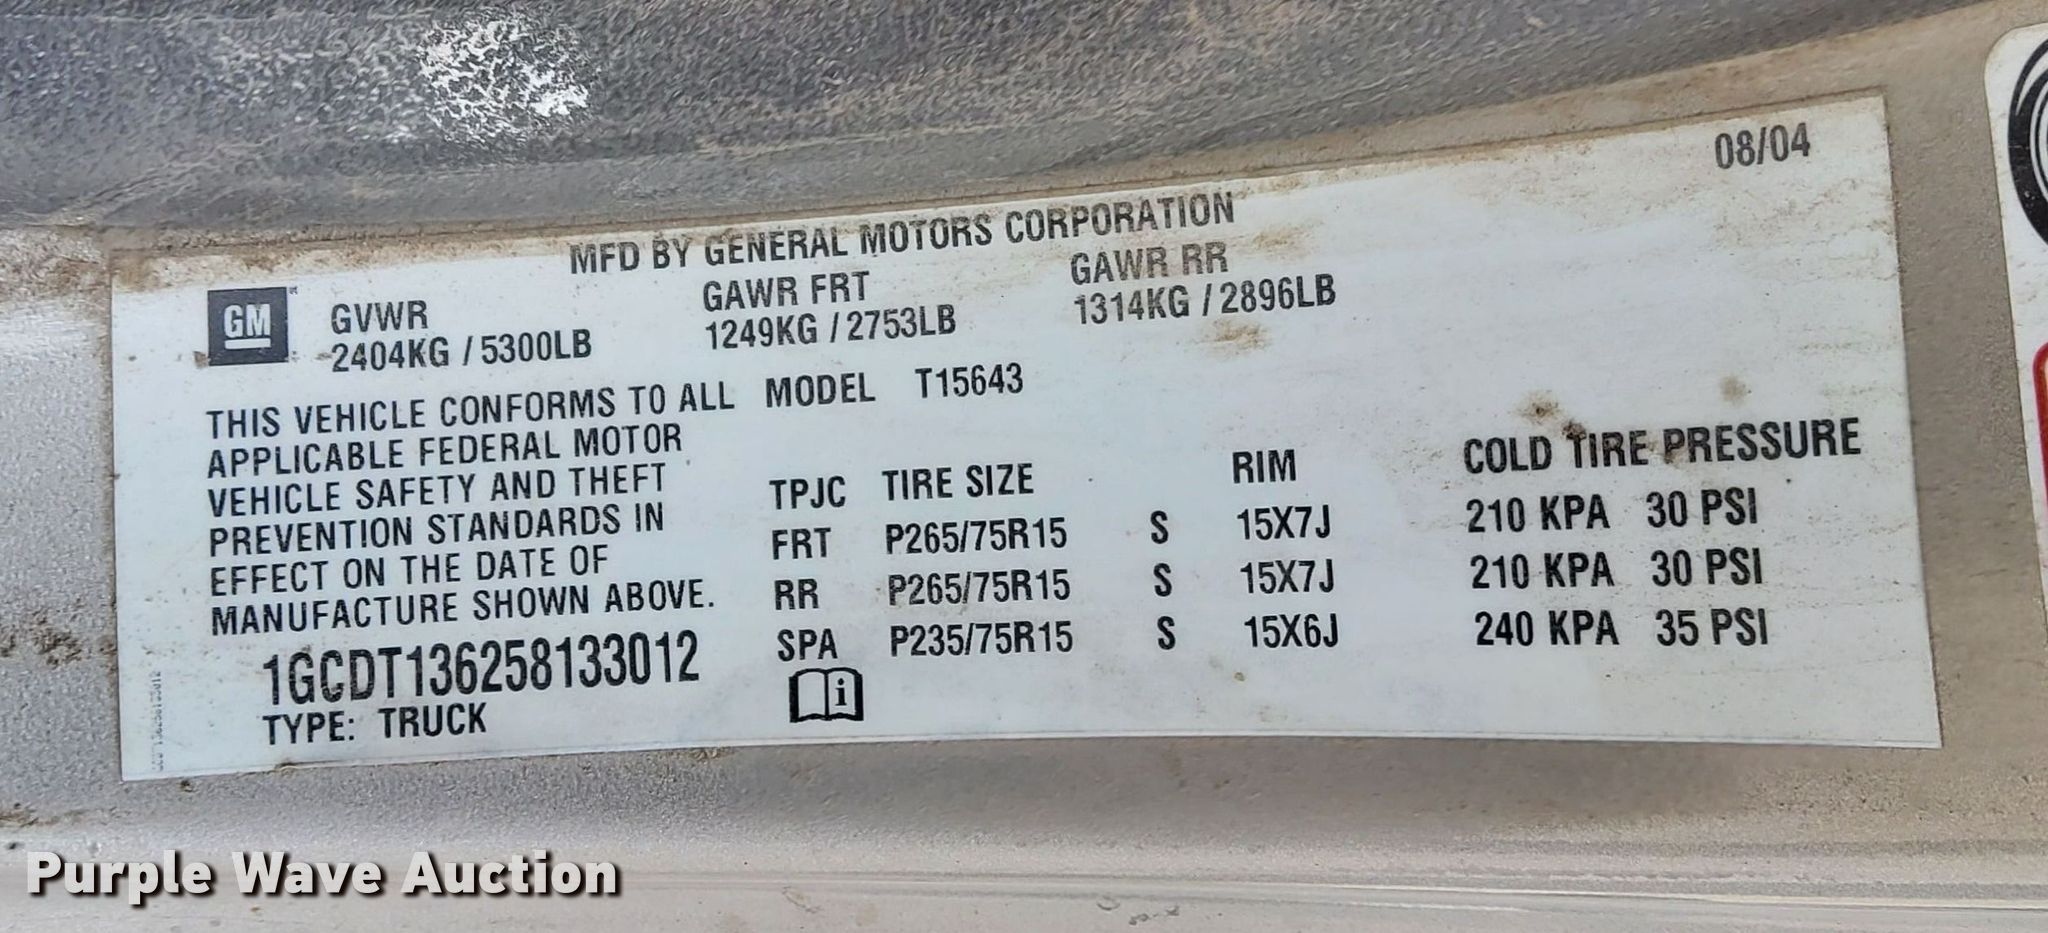 08/04
MFD BY GENERAL MOTORS CORPORATION
GM
GVWR GAWR FRT GAWR RR
2404KG / 5300LB 1249KG / 2753LB 1314KG / 2896LB
THIS VEHICLE CONFORMS TO ALL MODEL T15643
APPLICABLE FEDERAL MOTOR
VEHICLE SAFETY AND THEFT
PREVENTION STANDARDS IN
EFFECT ON THE DATE OF
MANUFACTURE SHOWN ABOVE.
TPJC TIRE SIZE RIM COLD TIRE PRESSURE
FRT P265/75R15 S 15X7J 210 KPA 30 PSI
RR P265/75R15 S 15X7J 210 KPA 30 PSI
SPA P235/75R15 S 15X6J 240 KPA 35 PSI
1GCDT136258133012
i
TYPE: TRUCK
Purple Wave Auction